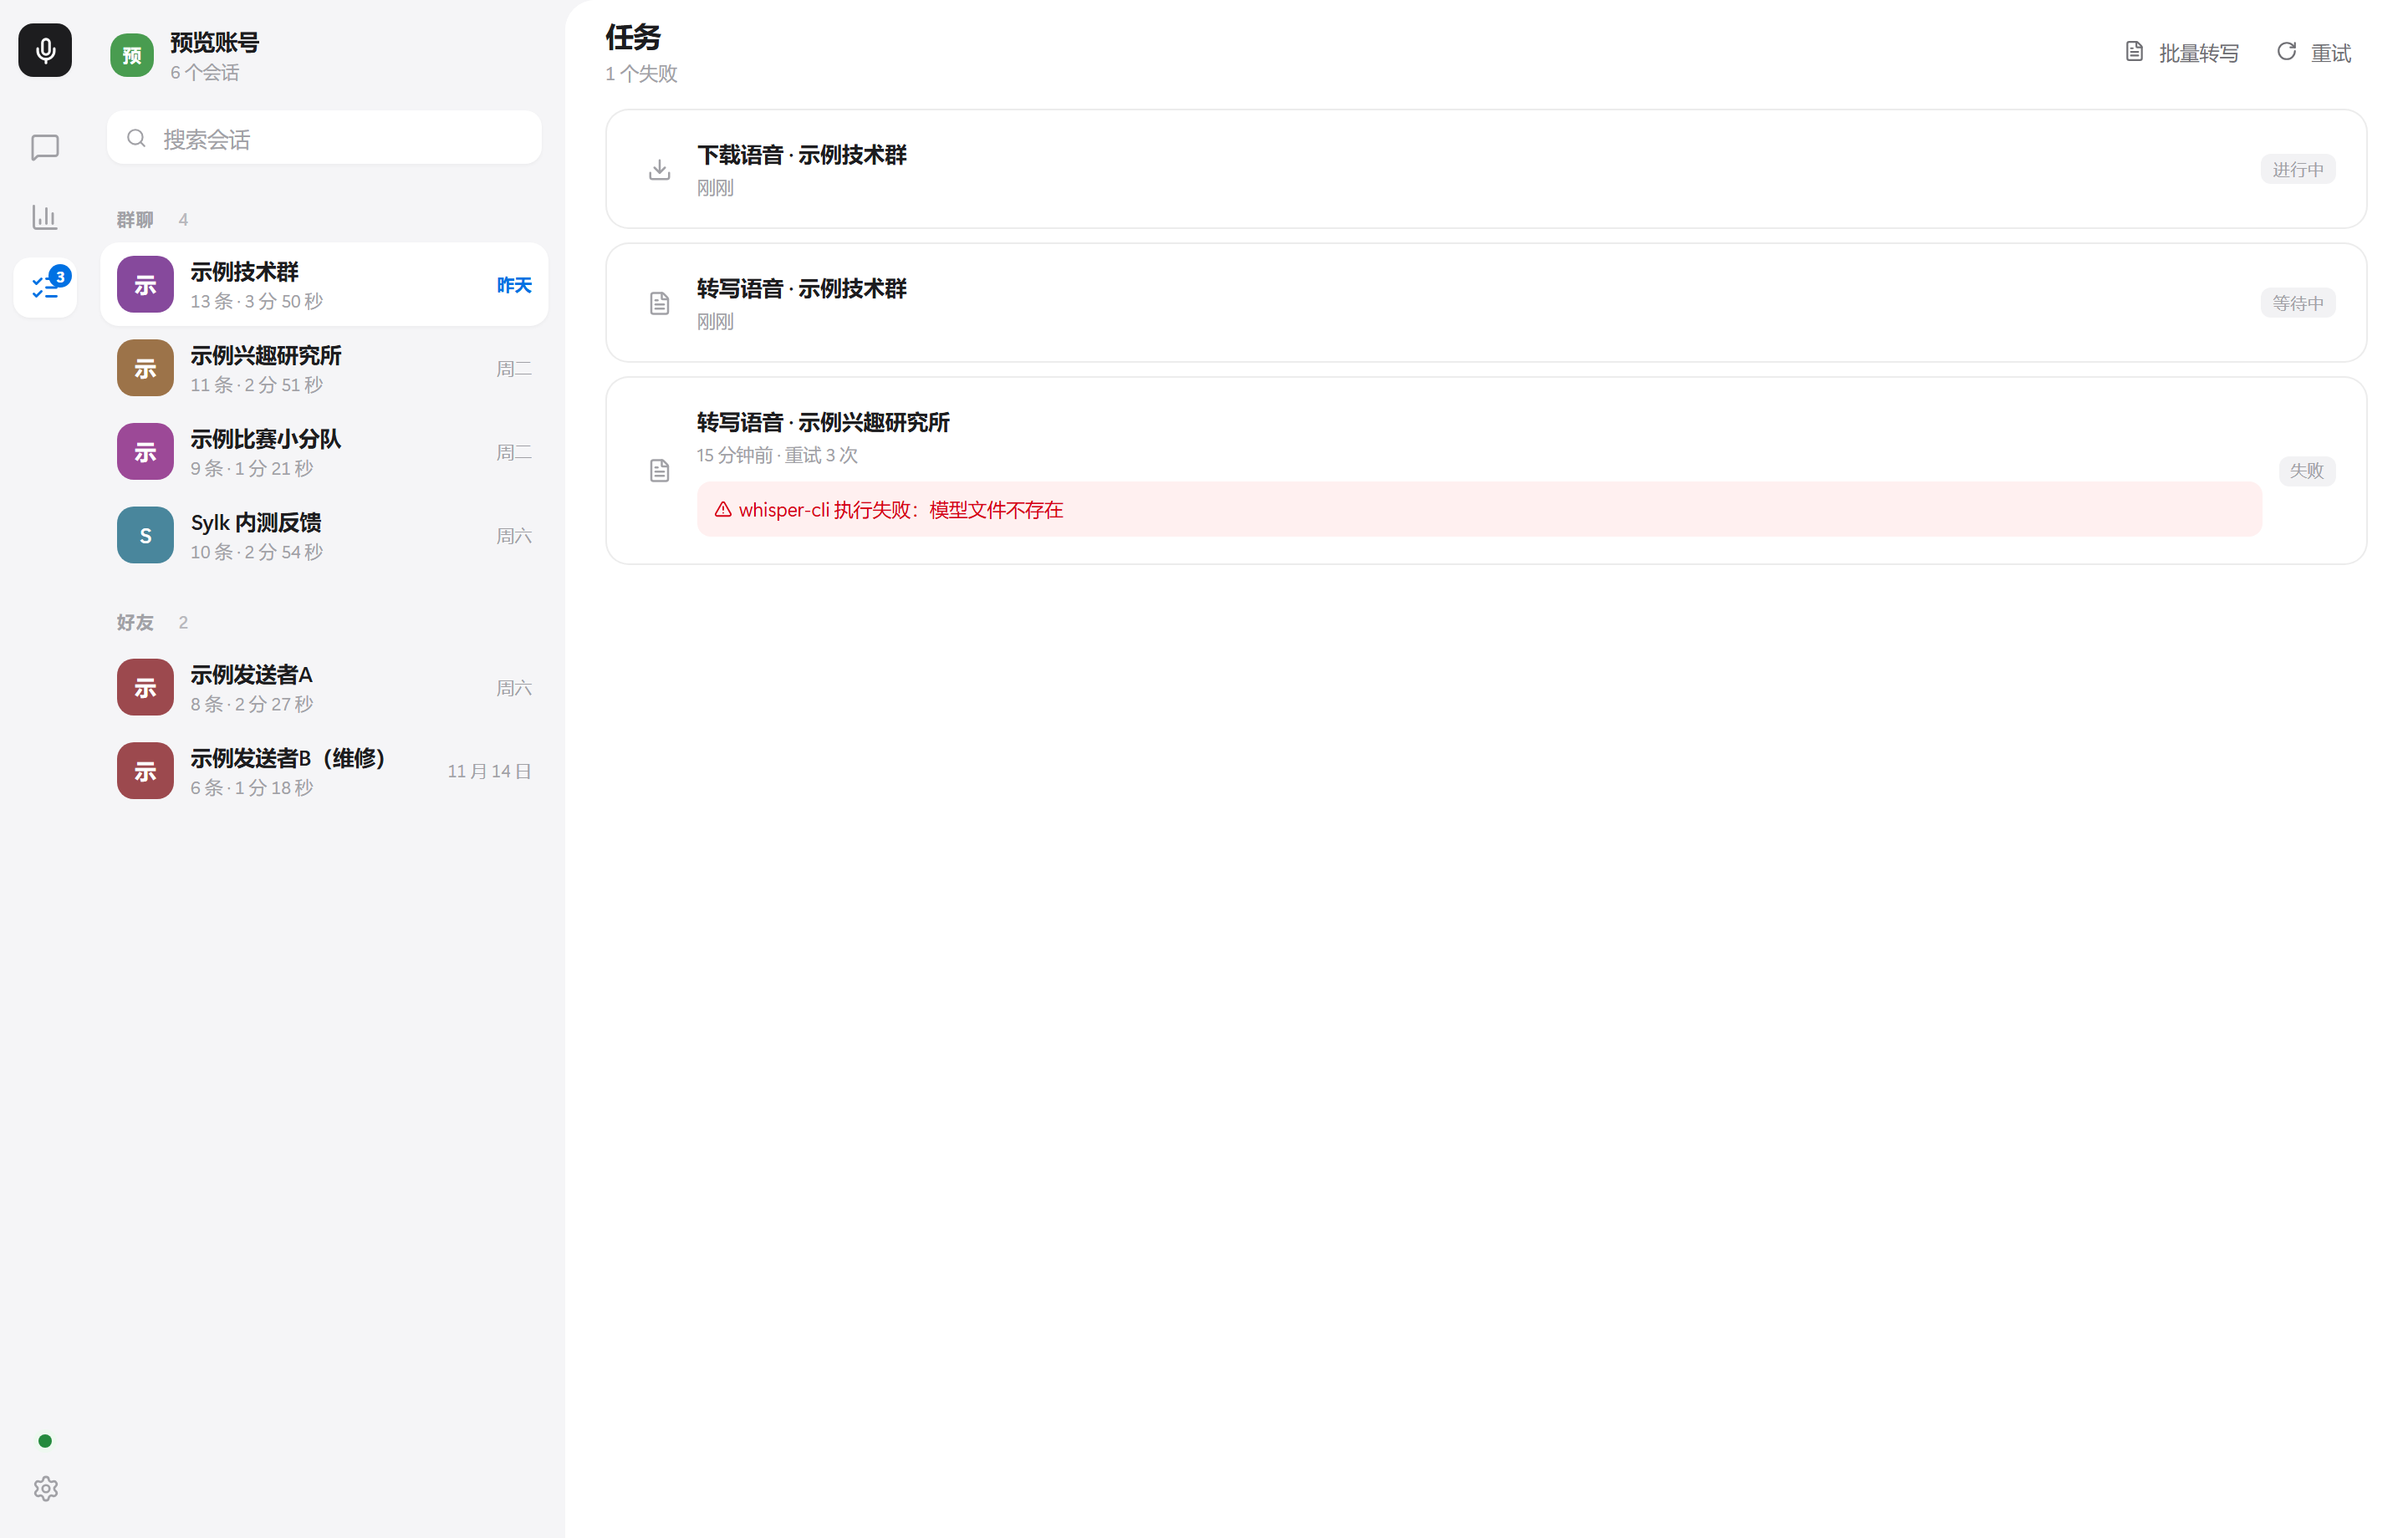 预
预览账号
6 个会话
搜索会话
群聊 4
3
示
示例技术群
13 条 · 3 分 50 秒
昨天
示
示例兴趣研究所
11 条 · 2 分 51 秒
周二
示
示例比赛小分队
9 条 · 1 分 21 秒
周二
S
Sylk 内测反馈
10 条 · 2 分 54 秒
周六
好友 2
示
示例发送者A
8 条 · 2 分 27 秒
周六
示
示例发送者B（维修）
6 条 · 1 分 18 秒
11 月 14 日
任务
1 个失败
批量转写
重试
下载语音 · 示例技术群
刚刚
进行中
转写语音 · 示例技术群
刚刚
等待中
转写语音 · 示例兴趣研究所
15 分钟前 · 重试 3 次
whisper-cli 执行失败：模型文件不存在
失败